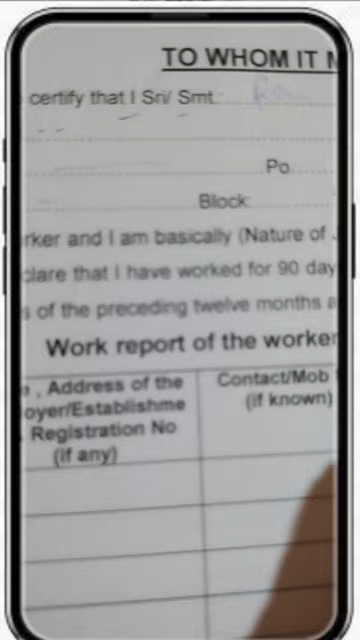 TO WHOM IT M
certify that I Sri/ Smt.
Po
Block:
rker and I am basically (Nature of J
clare that I have worked for 90 day
s of the preceding twelve months a
Work report of the worker
e , Address of the
oyer/Establishme
Registration No
(if any)
Contact/Mob
(if known)